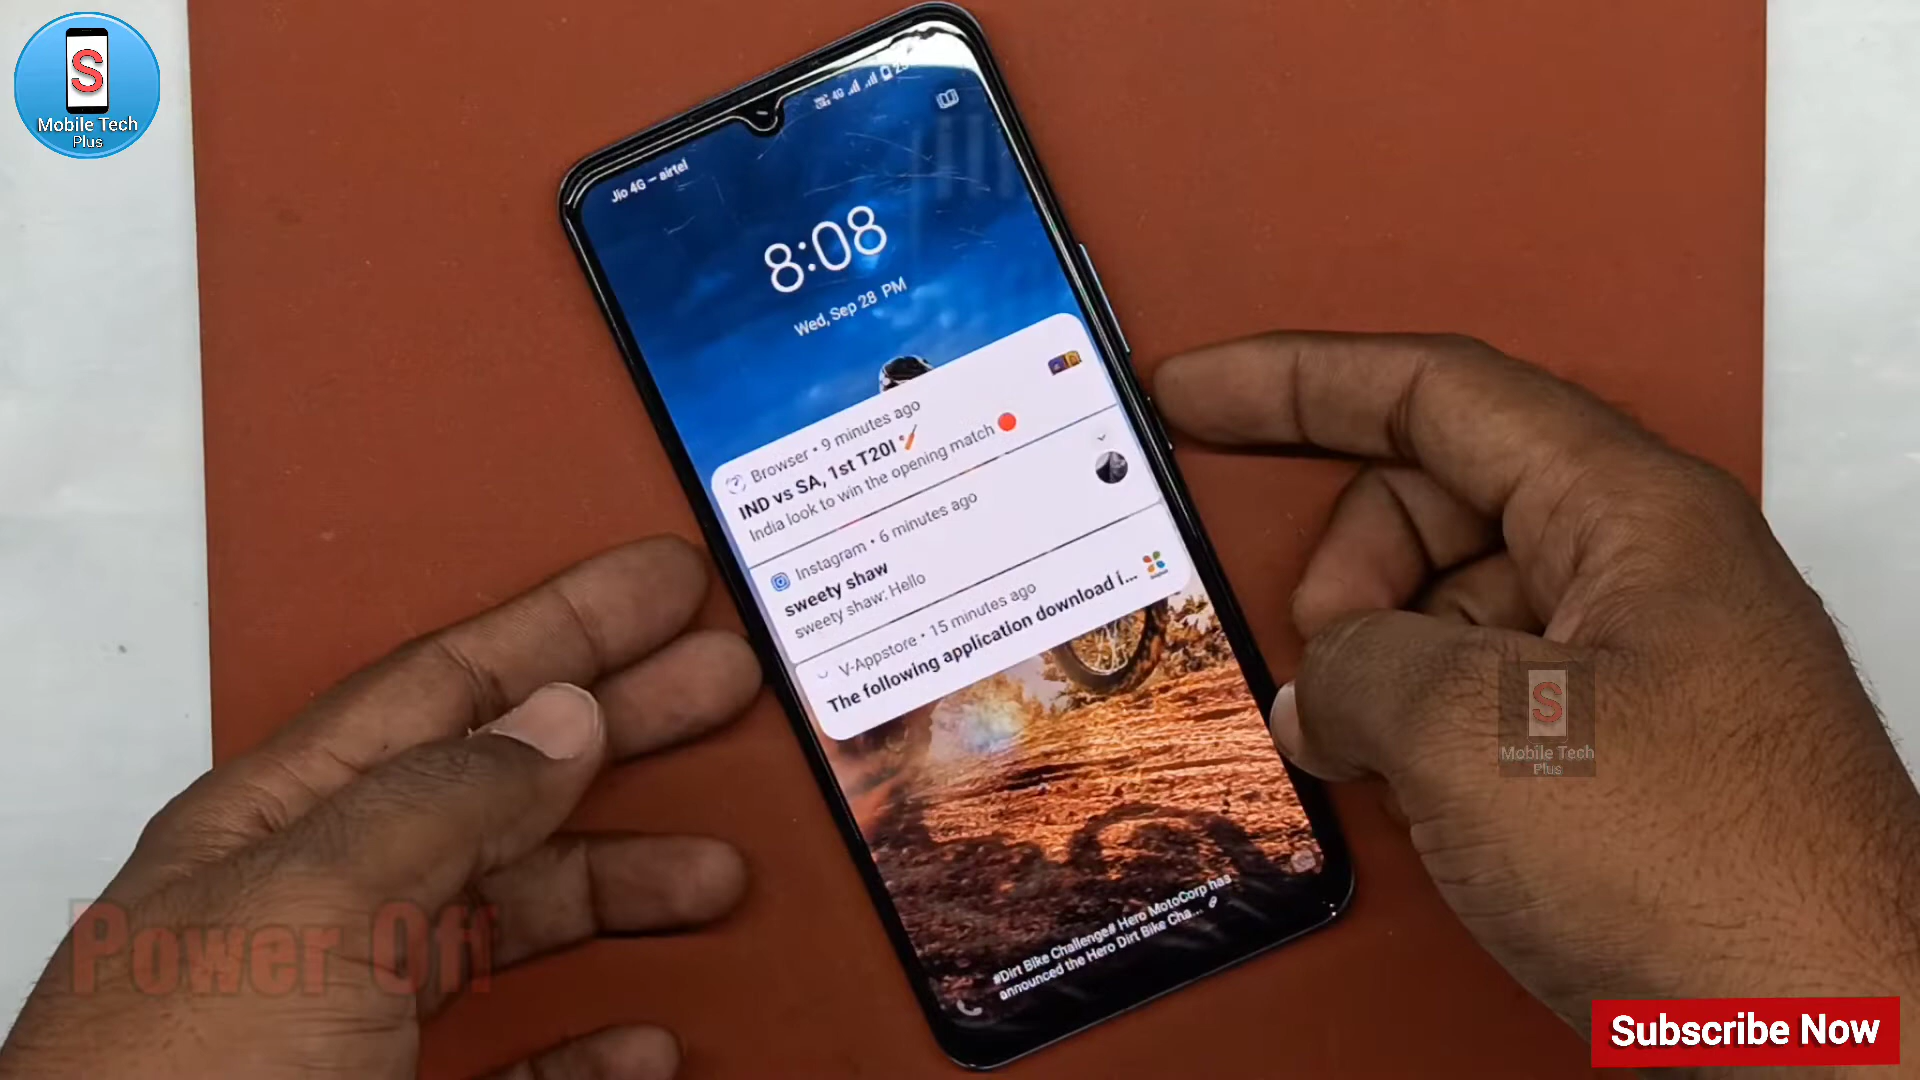 S
Mobile Tech
Plus
4G
Jio 4G – airtel
8:08
Wed, Sep 28 PM
Browser • 9 minutes ago
IND vs SA, 1st T20I 🏏
India look to win the opening match 🔴
Instagram • 6 minutes ago
sweety shaw
sweety shaw: Hello
V-Appstore • 15 minutes ago
The following application download i...
#Dirt Bike Challenge# Hero MotoCorp has
announced the Hero Dirt Bike Cha...
Power Off
S
Mobile Tech
Plus
Subscribe Now